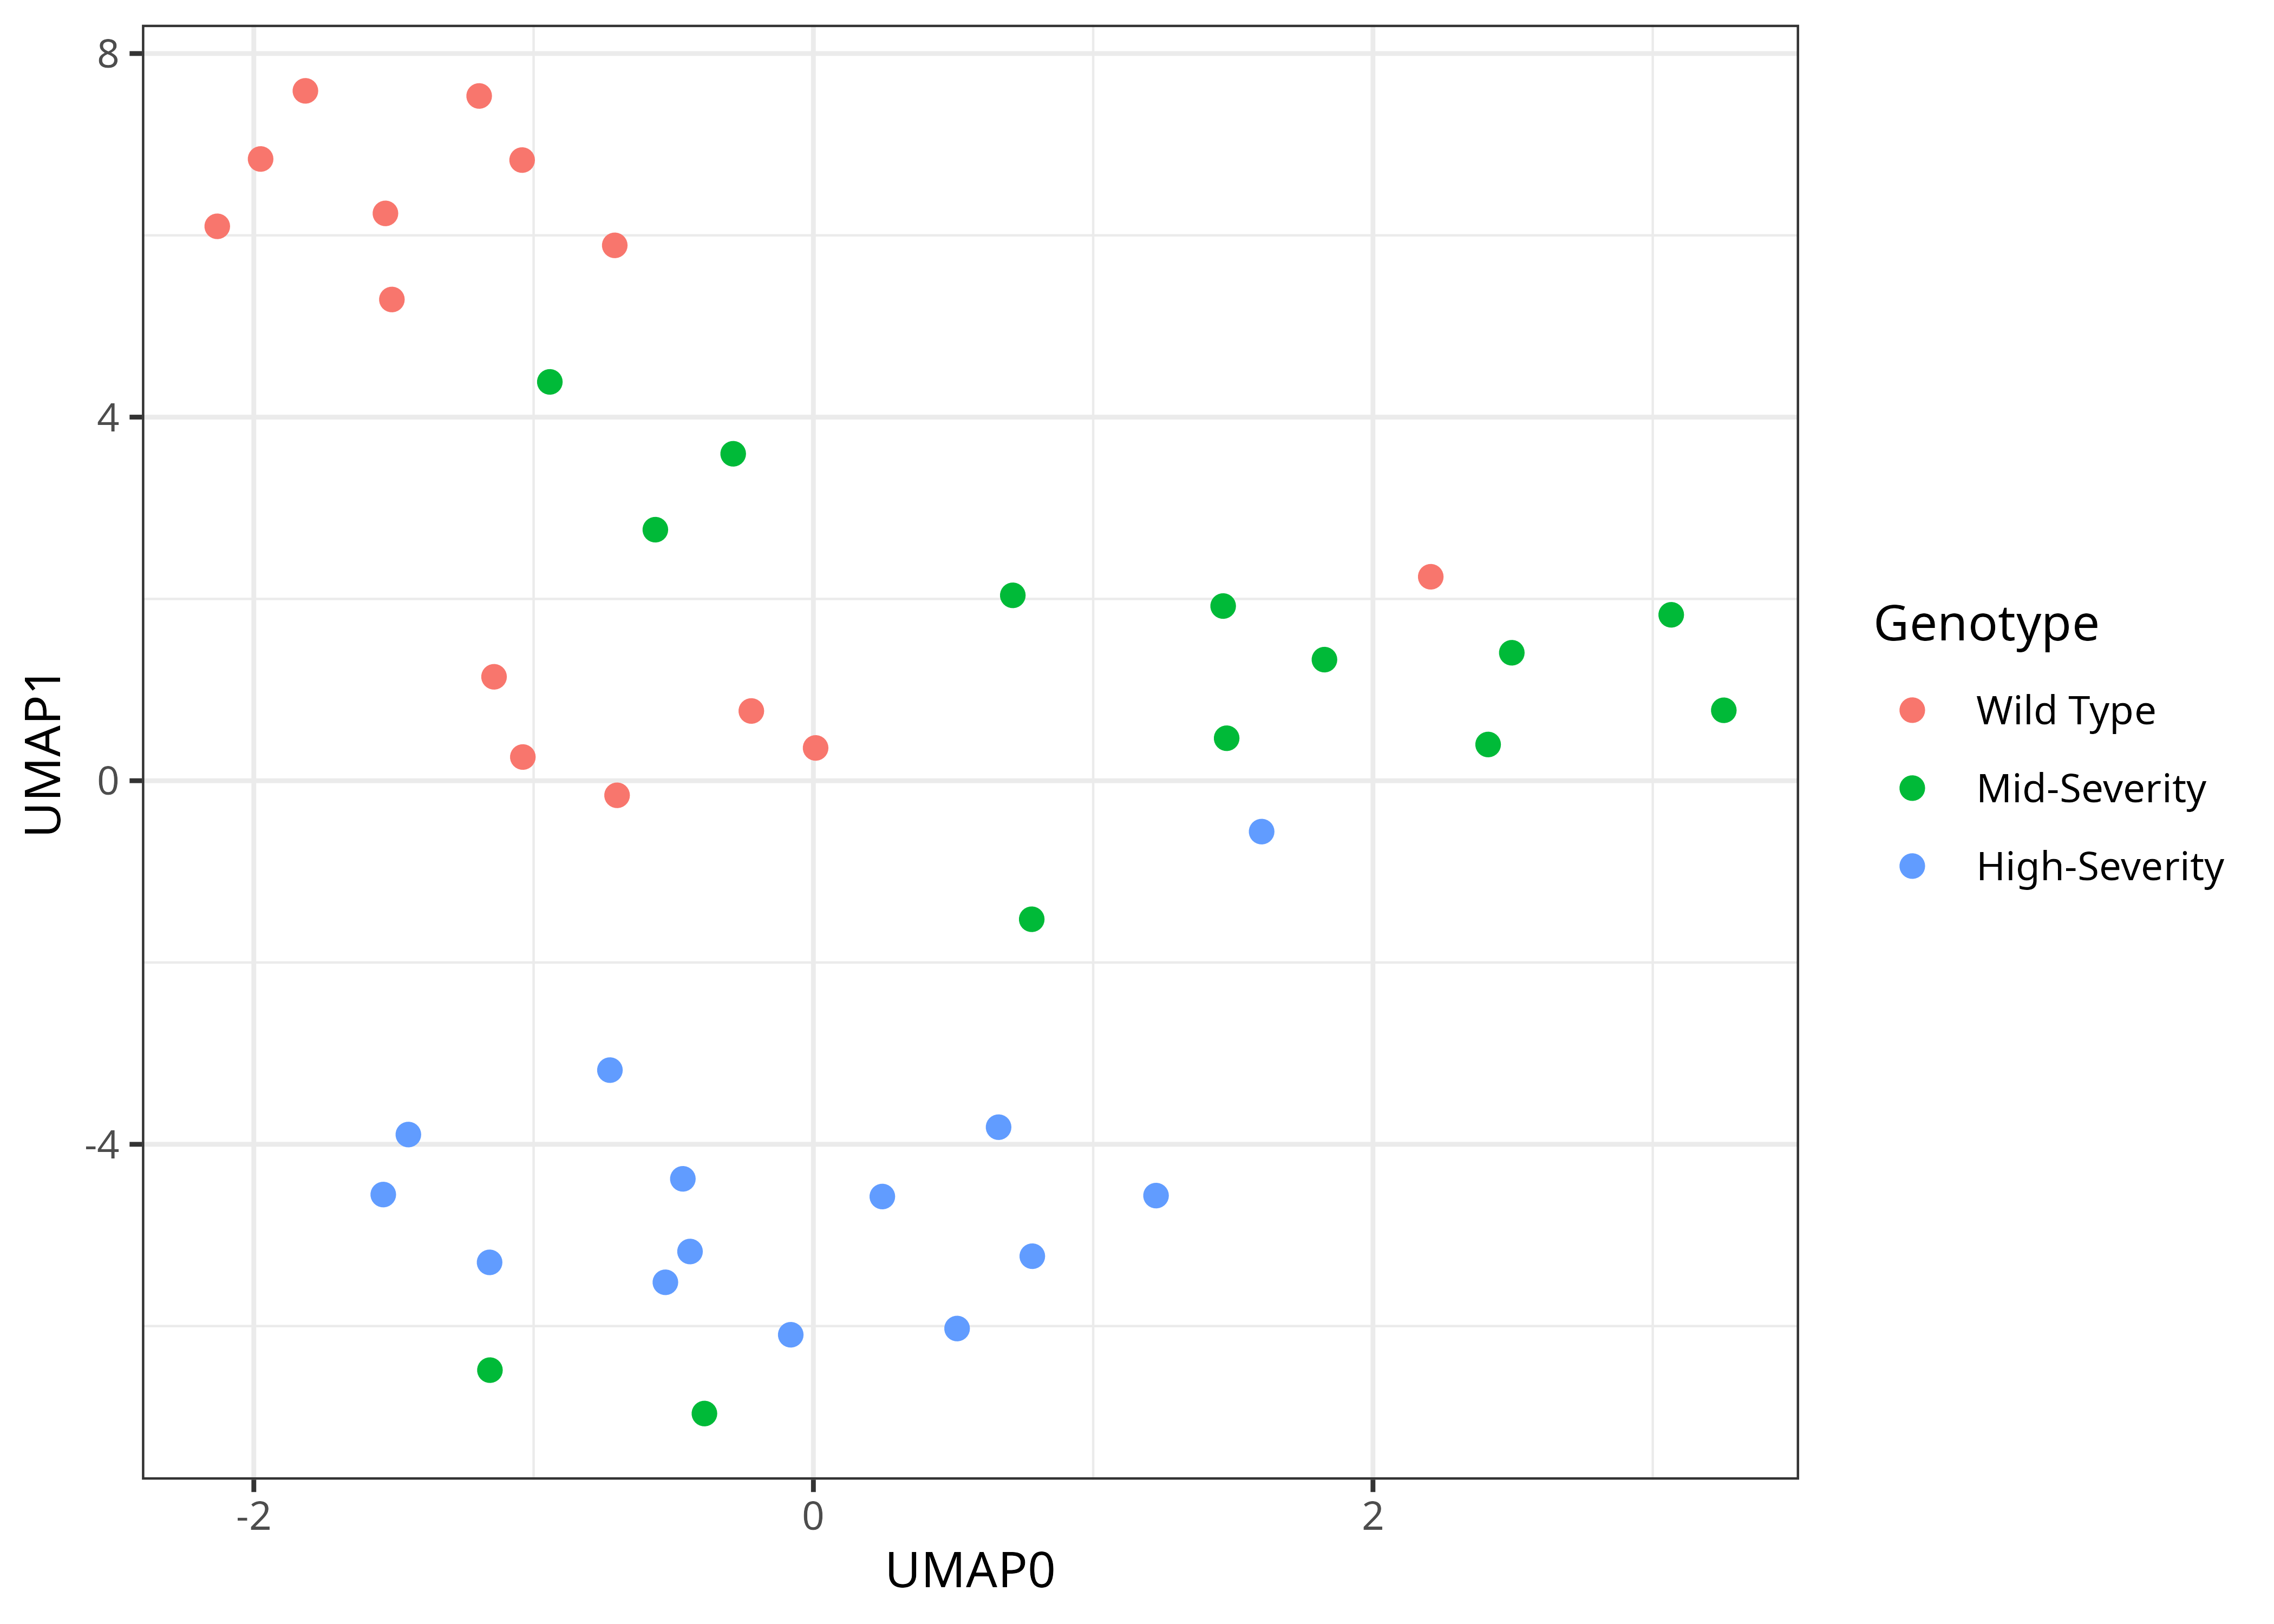 8
4
0
-4
UMAP1
-2
0
2
UMAP0
Genotype
Wild Type
Mid-Severity
High-Severity